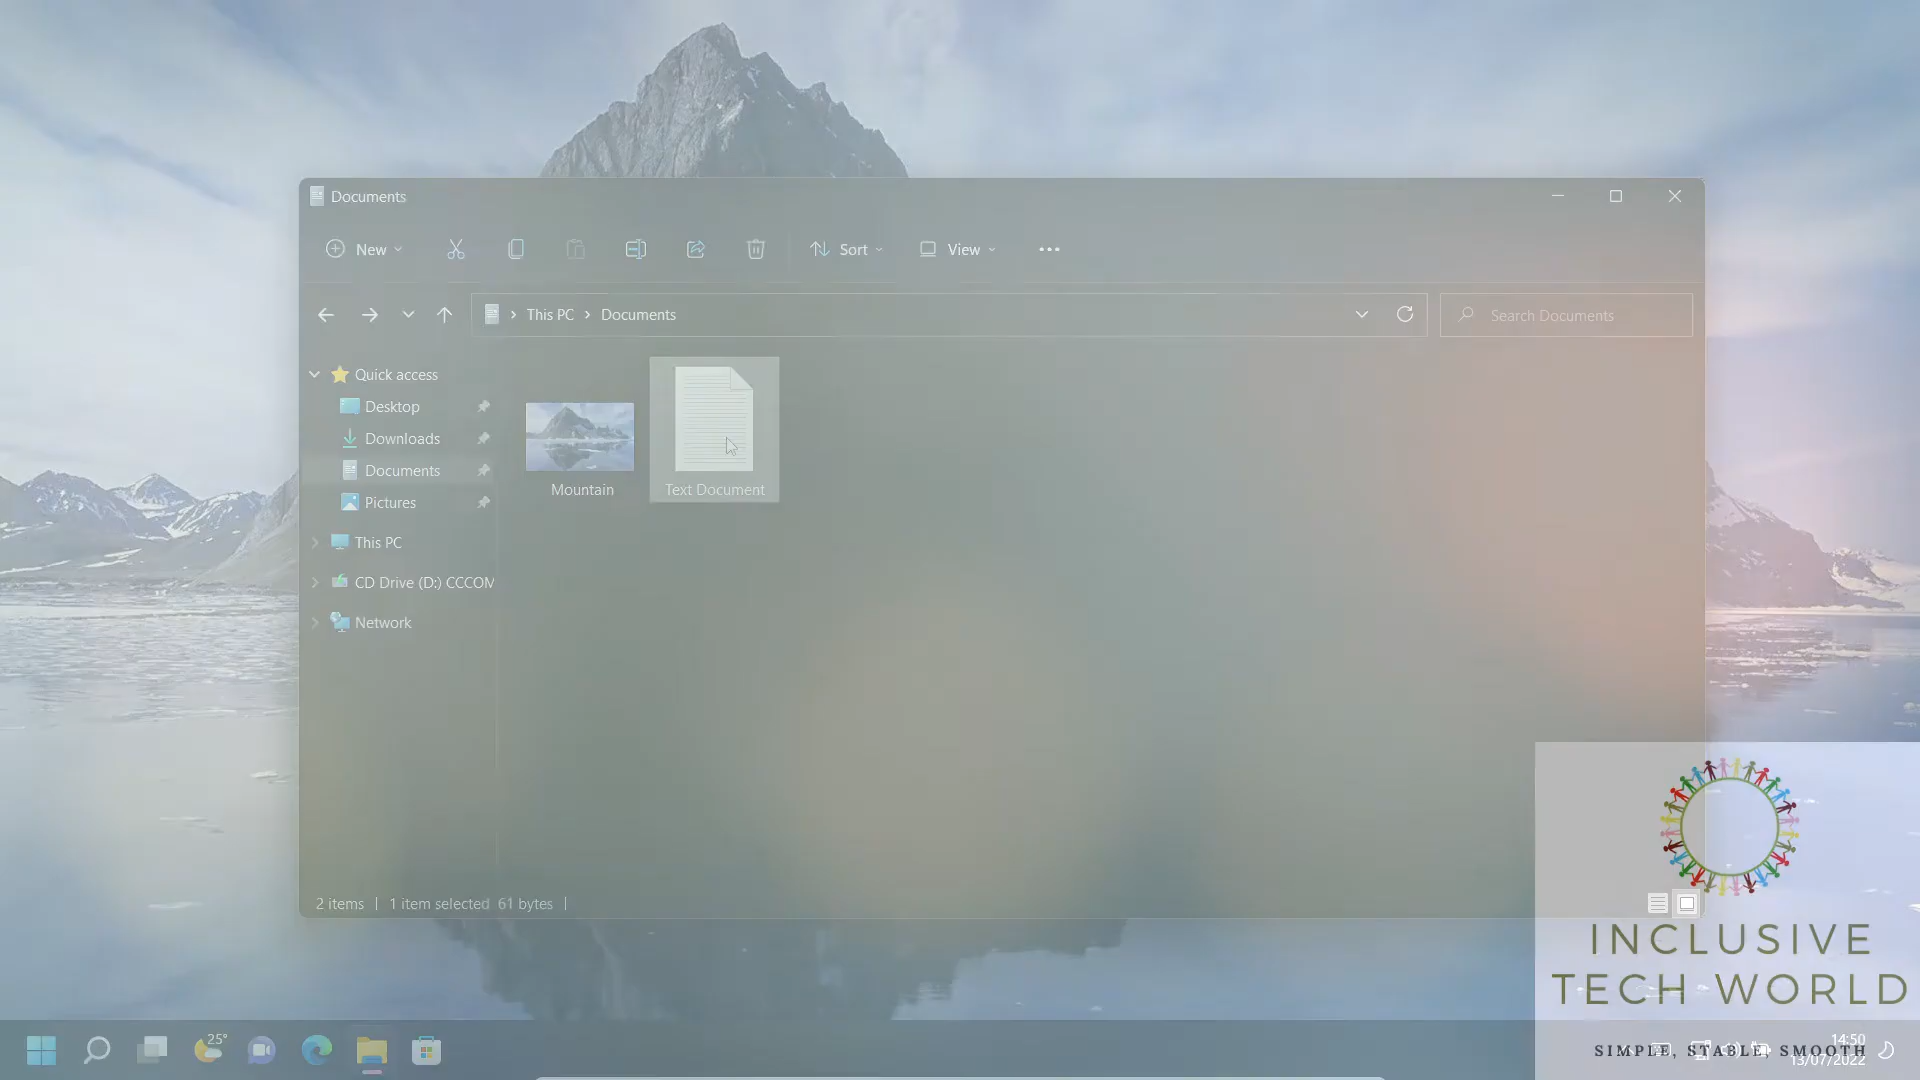 Documents
New
Sort
View
This PC
Documents
Search Documents
Quick access
Desktop
Downloads
Documents
Pictures
This PC
CD Drive (D:) CCCOM
Network
Mountain
Text Document
2 items
1 item selected 61 bytes
INCLUSIVE
TECH WORLD
SIMPLE, STABLE, SMOOTH
25°
14:50
13/07/2022